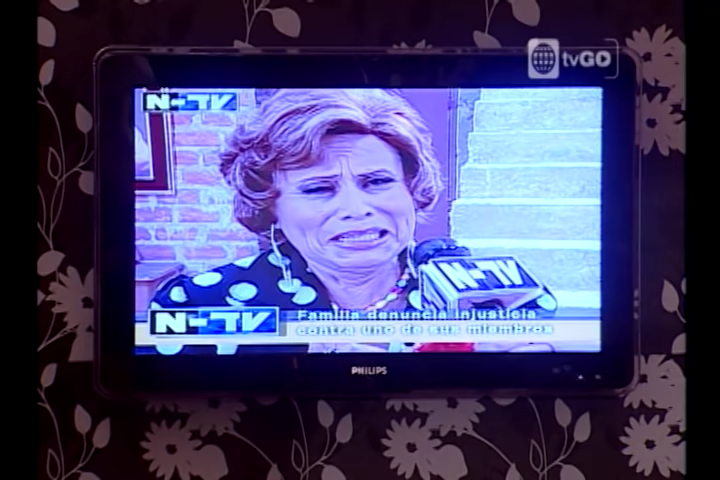 tvGO
N-TV
N-TV
N-TV
Familia denuncia injusticia
contra uno de sus miembros
PHILIPS